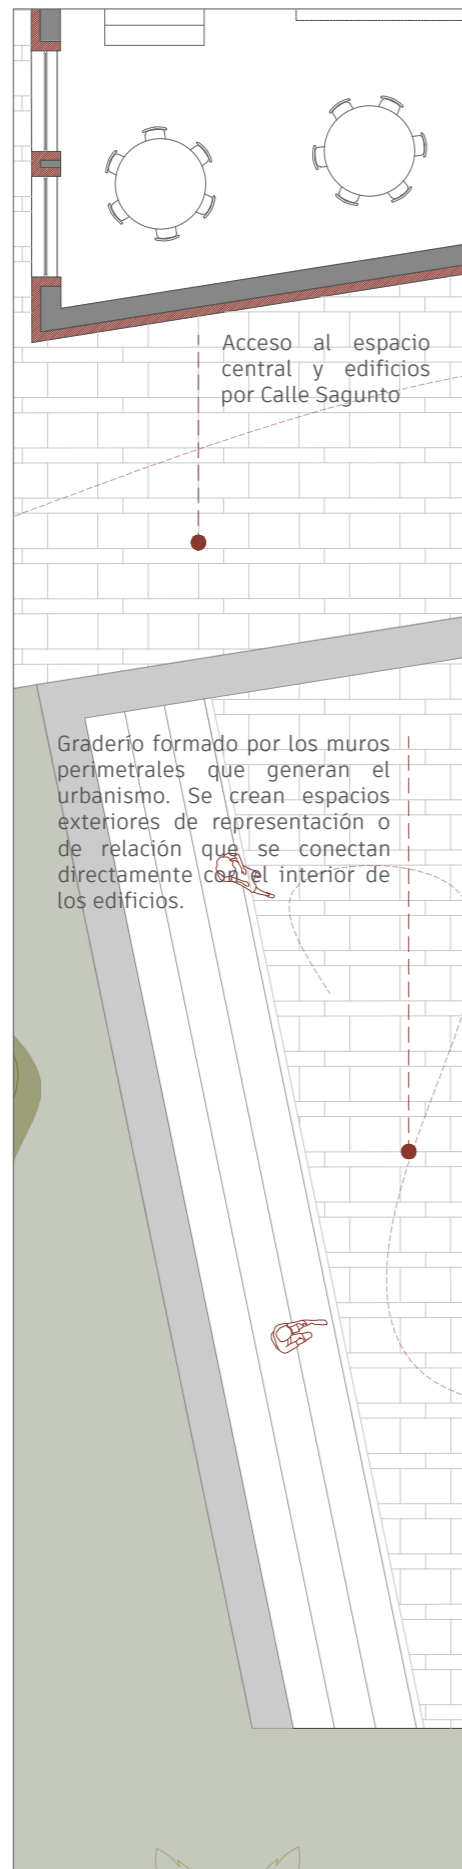 Acceso al espacio
central y edificios
por Calle Sagunto
Graderío formado por los muros
perimetrales que generan el
urbanismo. Se crean espacios
exteriores de representación o
de relación que se conectan
directamente con el interior de
los edificios.